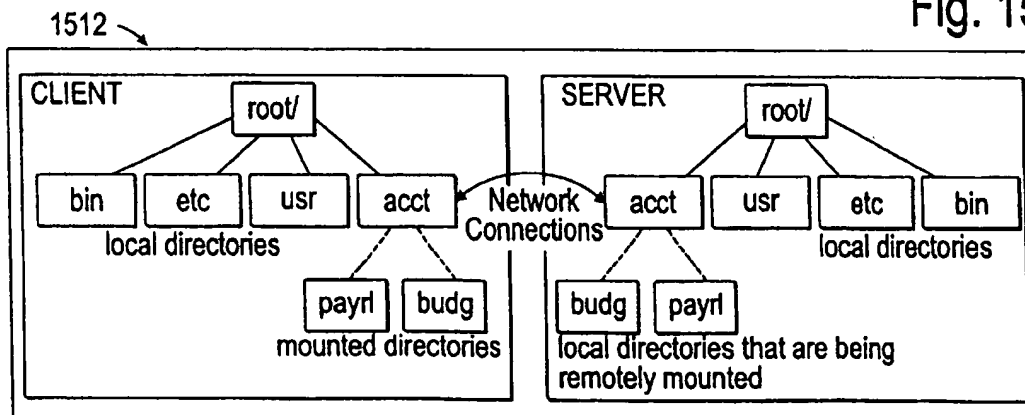 Fig. 15
1512
CLIENT
root/
bin
etc
usr
acct
local directories
payrl
budg
mounted directories
Network
Connections
SERVER
root/
acct
usr
etc
bin
local directories
budg
payrl
local directories that are being
remotely mounted